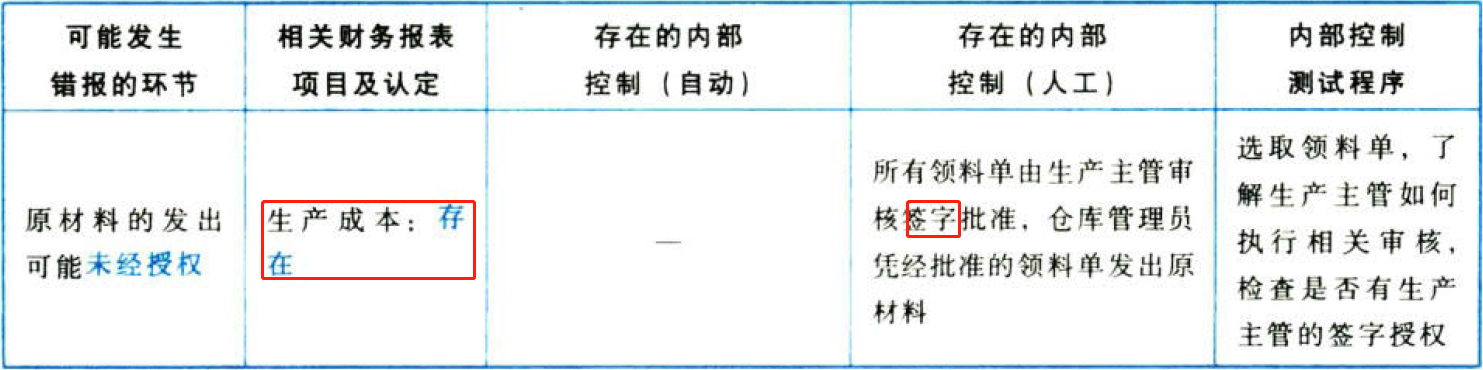 可能发生
错报的环节
相关财务报表
项目及认定
存在的内部
控制（自动）
存在的内部
控制（人工）
内部控制
测试程序
原材料的发出
可能未经授权
生产成本：存
在
—
所有领料单由生产主管审
核签字批准，仓库管理员
凭经批准的领料单发出原
材料
选取领料单，了
解生产主管如何
执行相关审核，
检查是否有生产
主管的签字授权